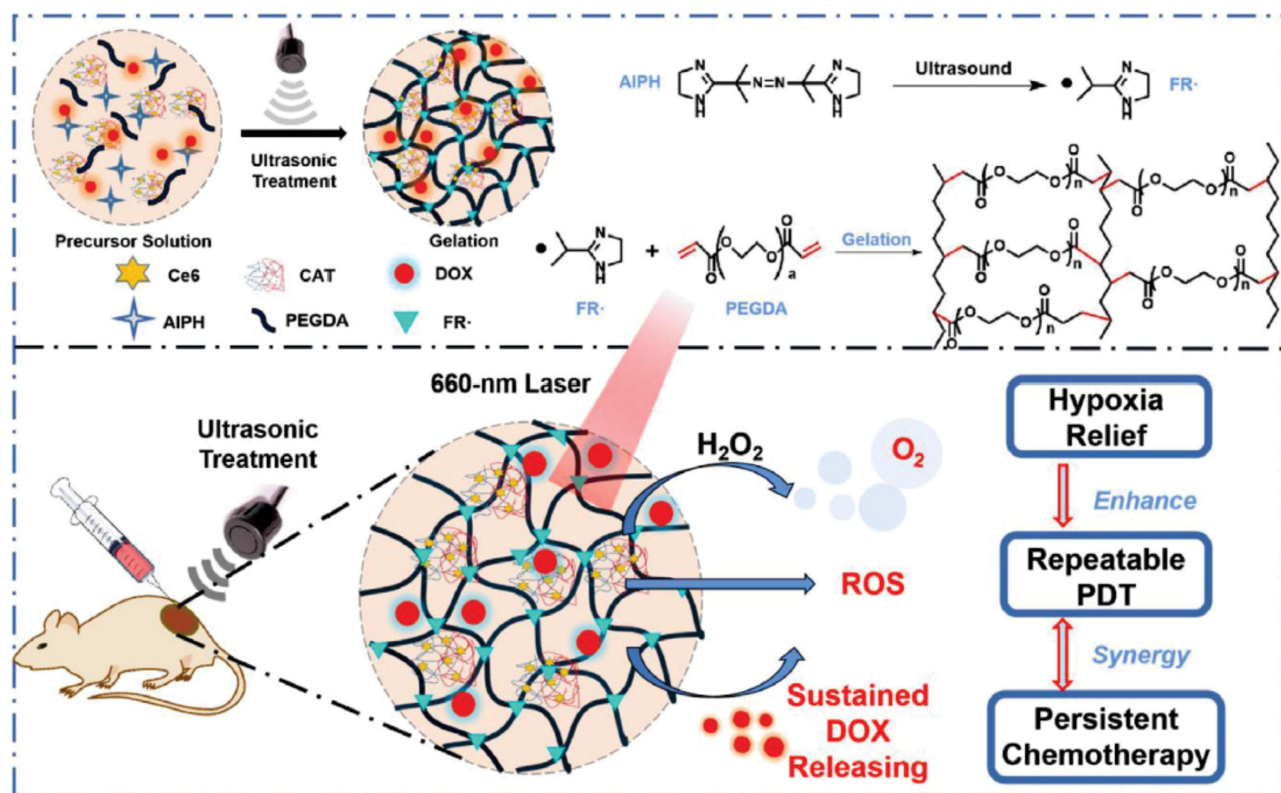 Ultrasonic
Treatment
Precursor Solution
Gelation
Ce6
CAT
DOX
AIPH
PEGDA
FR·
AIPH
N
N
H
N=N
N
N
H
Ultrasound
N
N
H
FR·
N
N
H
FR·
+
O
O
O
a
O
PEGDA
Gelation
O
O
O
n
O
O
O
O
n
O
O
O
O
n
O
O
O
O
n
O
O
O
O
n
O
660-nm Laser
Ultrasonic
Treatment
H₂O₂
O₂
ROS
Sustained
DOX
Releasing
Hypoxia
Relief
Enhance
Repeatable
PDT
Synergy
Persistent
Chemotherapy